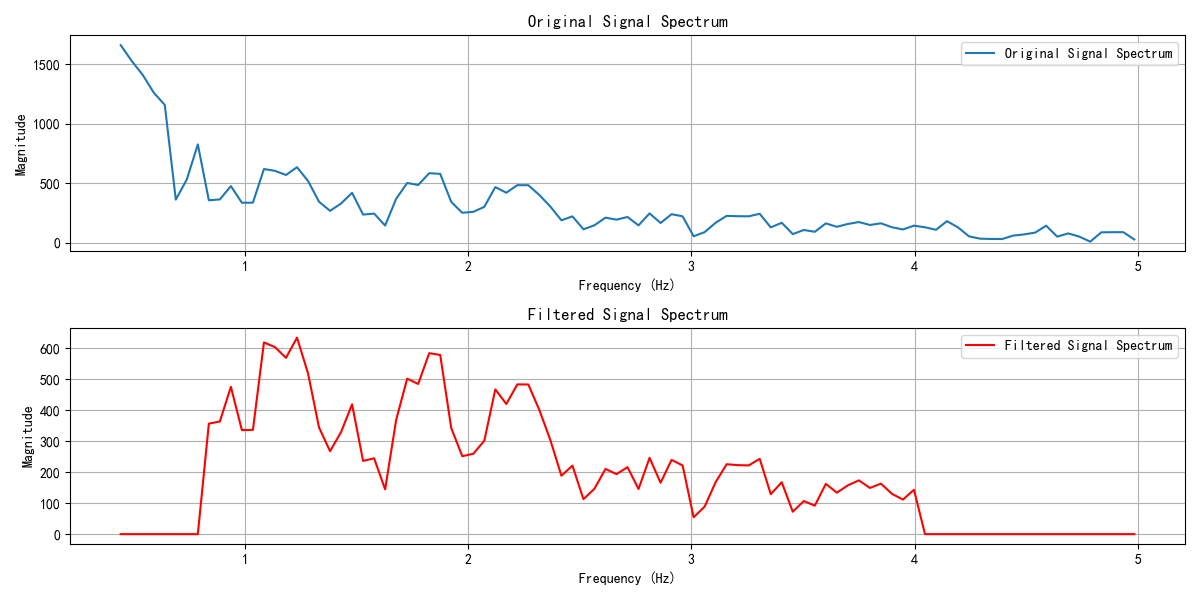 Original Signal Spectrum
Original Signal Spectrum
Magnitude
1500
1000
500
0
1 2 3 4 5
Frequency (Hz)
Filtered Signal Spectrum
Filtered Signal Spectrum
Magnitude
600
500
400
300
200
100
0
1 2 3 4 5
Frequency (Hz)